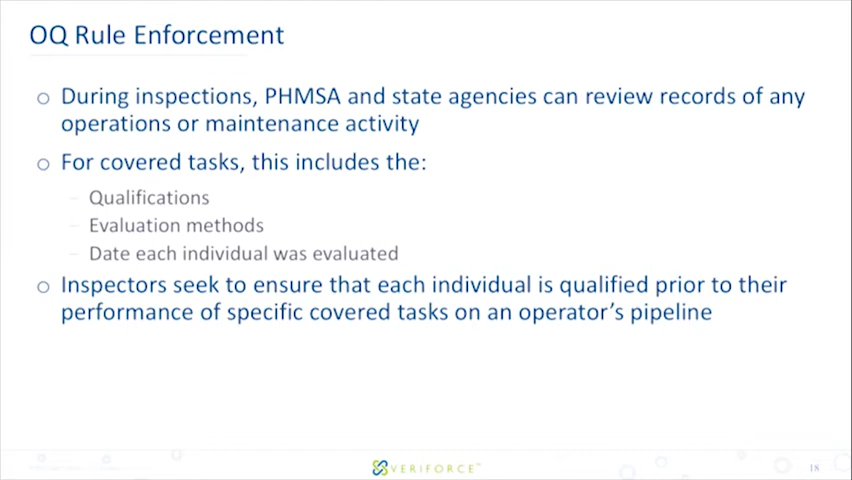 OQ Rule Enforcement
During inspections, PHMSA and state agencies can review records of any
operations or maintenance activity
For covered tasks, this includes the:
– Qualifications
– Evaluation methods
– Date each individual was evaluated
Inspectors seek to ensure that each individual is qualified prior to their
performance of specific covered tasks on an operator's pipeline
VERIFORCE™
18